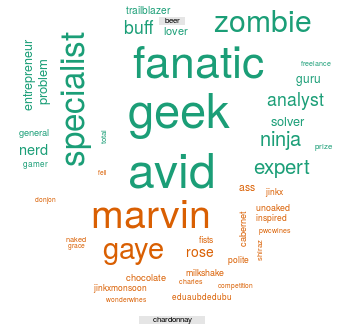 trailblazer
beer
buff
lover
zombie
entrepreneur
problem
specialist
fanatic
freelance
guru
geek
analyst
solver
general
total
ninja
prize
nerd
gamer
expert
fell
avid
ass
jinkx
donjon
marvin
unoaked
inspired
cabernet
pwcwines
naked
grace
gaye
fists
rose
shiraz
polite
milkshake
chocolate
charles
competition
jinkxmonsoon
eduaubdedubu
wonderwines
chardonnay